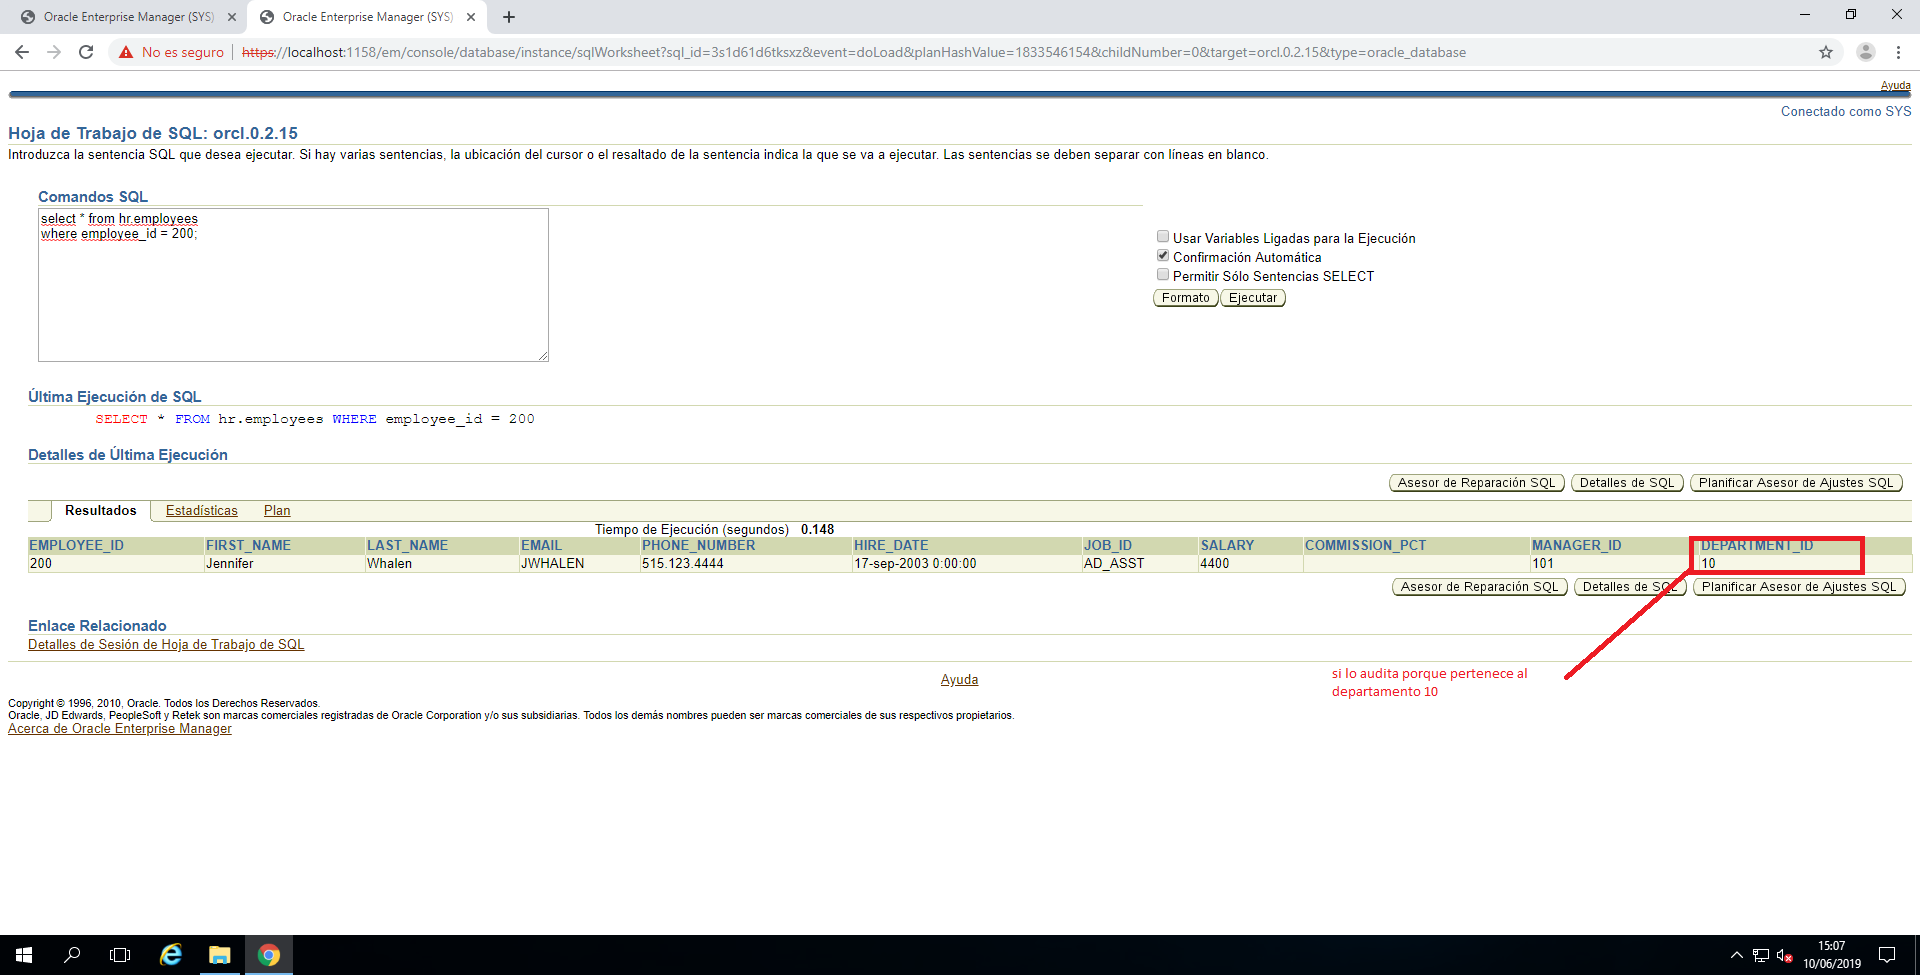 Oracle Enterprise Manager (SYS)
Oracle Enterprise Manager (SYS)
No es seguro
https://localhost:1158/em/console/database/instance/sqlWorksheet?sql_id=3s1d61d6tksxz&event=doLoad&planHashValue=1833546154&childNumber=0&target=orcl.0.2.15&type=oracle_database
Ayuda
Conectado como SYS
Hoja de Trabajo de SQL: orcl.0.2.15
Introduzca la sentencia SQL que desea ejecutar. Si hay varias sentencias, la ubicación del cursor o el resaltado de la sentencia indica la que se va a ejecutar. Las sentencias se deben separar con líneas en blanco.
Comandos SQL
select * from hr.employees
where employee_id = 200;
Usar Variables Ligadas para la Ejecución
Confirmación Automática
Permitir Sólo Sentencias SELECT
Formato Ejecutar
Última Ejecución de SQL
SELECT * FROM hr.employees WHERE employee_id = 200
Detalles de Última Ejecución
Asesor de Reparación SQL Detalles de SQL Planificar Asesor de Ajustes SQL
Resultados Estadísticas Plan
Tiempo de Ejecución (segundos) 0.148
EMPLOYEE_ID FIRST_NAME LAST_NAME EMAIL PHONE_NUMBER HIRE_DATE JOB_ID SALARY COMMISSION_PCT MANAGER_ID DEPARTMENT_ID
200 Jennifer Whalen JWHALEN 515.123.4444 17-sep-2003 0:00:00 AD_ASST 4400 101 10
Asesor de Reparación SQL Detalles de SQL Planificar Asesor de Ajustes SQL
Enlace Relacionado
Detalles de Sesión de Hoja de Trabajo de SQL
si lo audita porque pertenece al
departamento 10
Ayuda
Copyright © 1996, 2010, Oracle. Todos los Derechos Reservados.
Oracle, JD Edwards, PeopleSoft y Retek son marcas comerciales registradas de Oracle Corporation y/o sus subsidiarias. Todos los demás nombres pueden ser marcas comerciales de sus respectivos propietarios.
Acerca de Oracle Enterprise Manager
15:07
10/06/2019